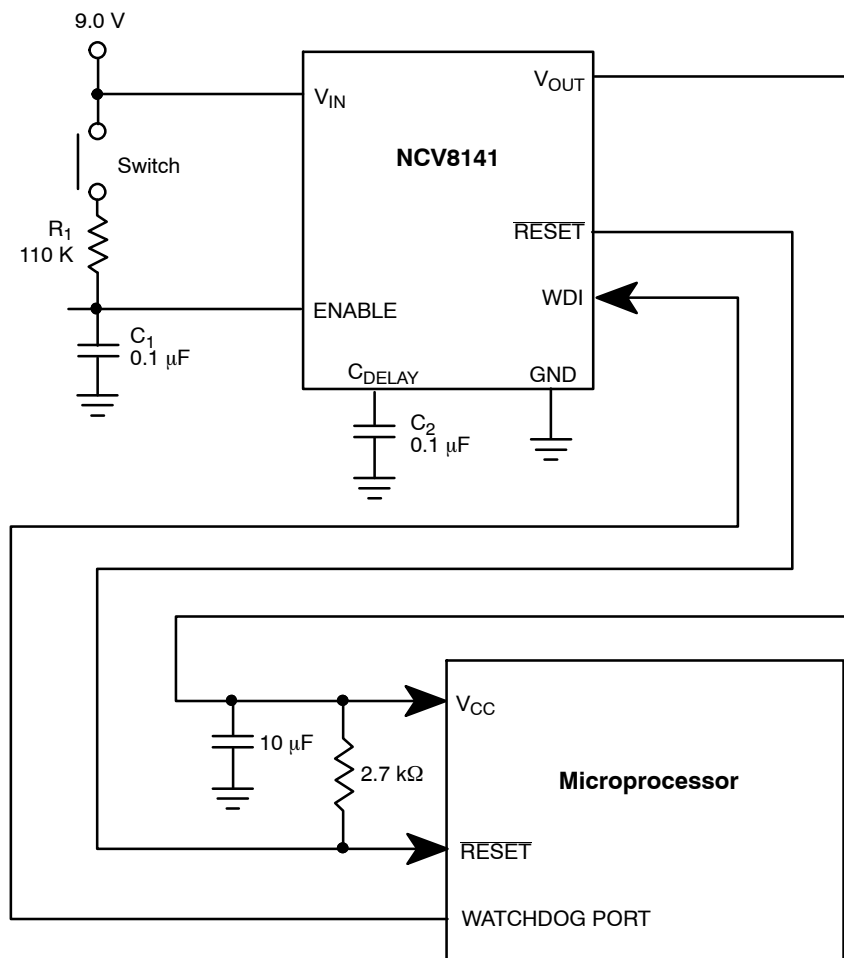 9.0 V
V_IN
V_OUT
NCV8141
Switch
R_1
110 K
RESET
WDI
ENABLE
C_1
0.1 μF
C_DELAY
GND
C_2
0.1 μF
V_CC
10 μF
2.7 kΩ
Microprocessor
RESET
WATCHDOG PORT